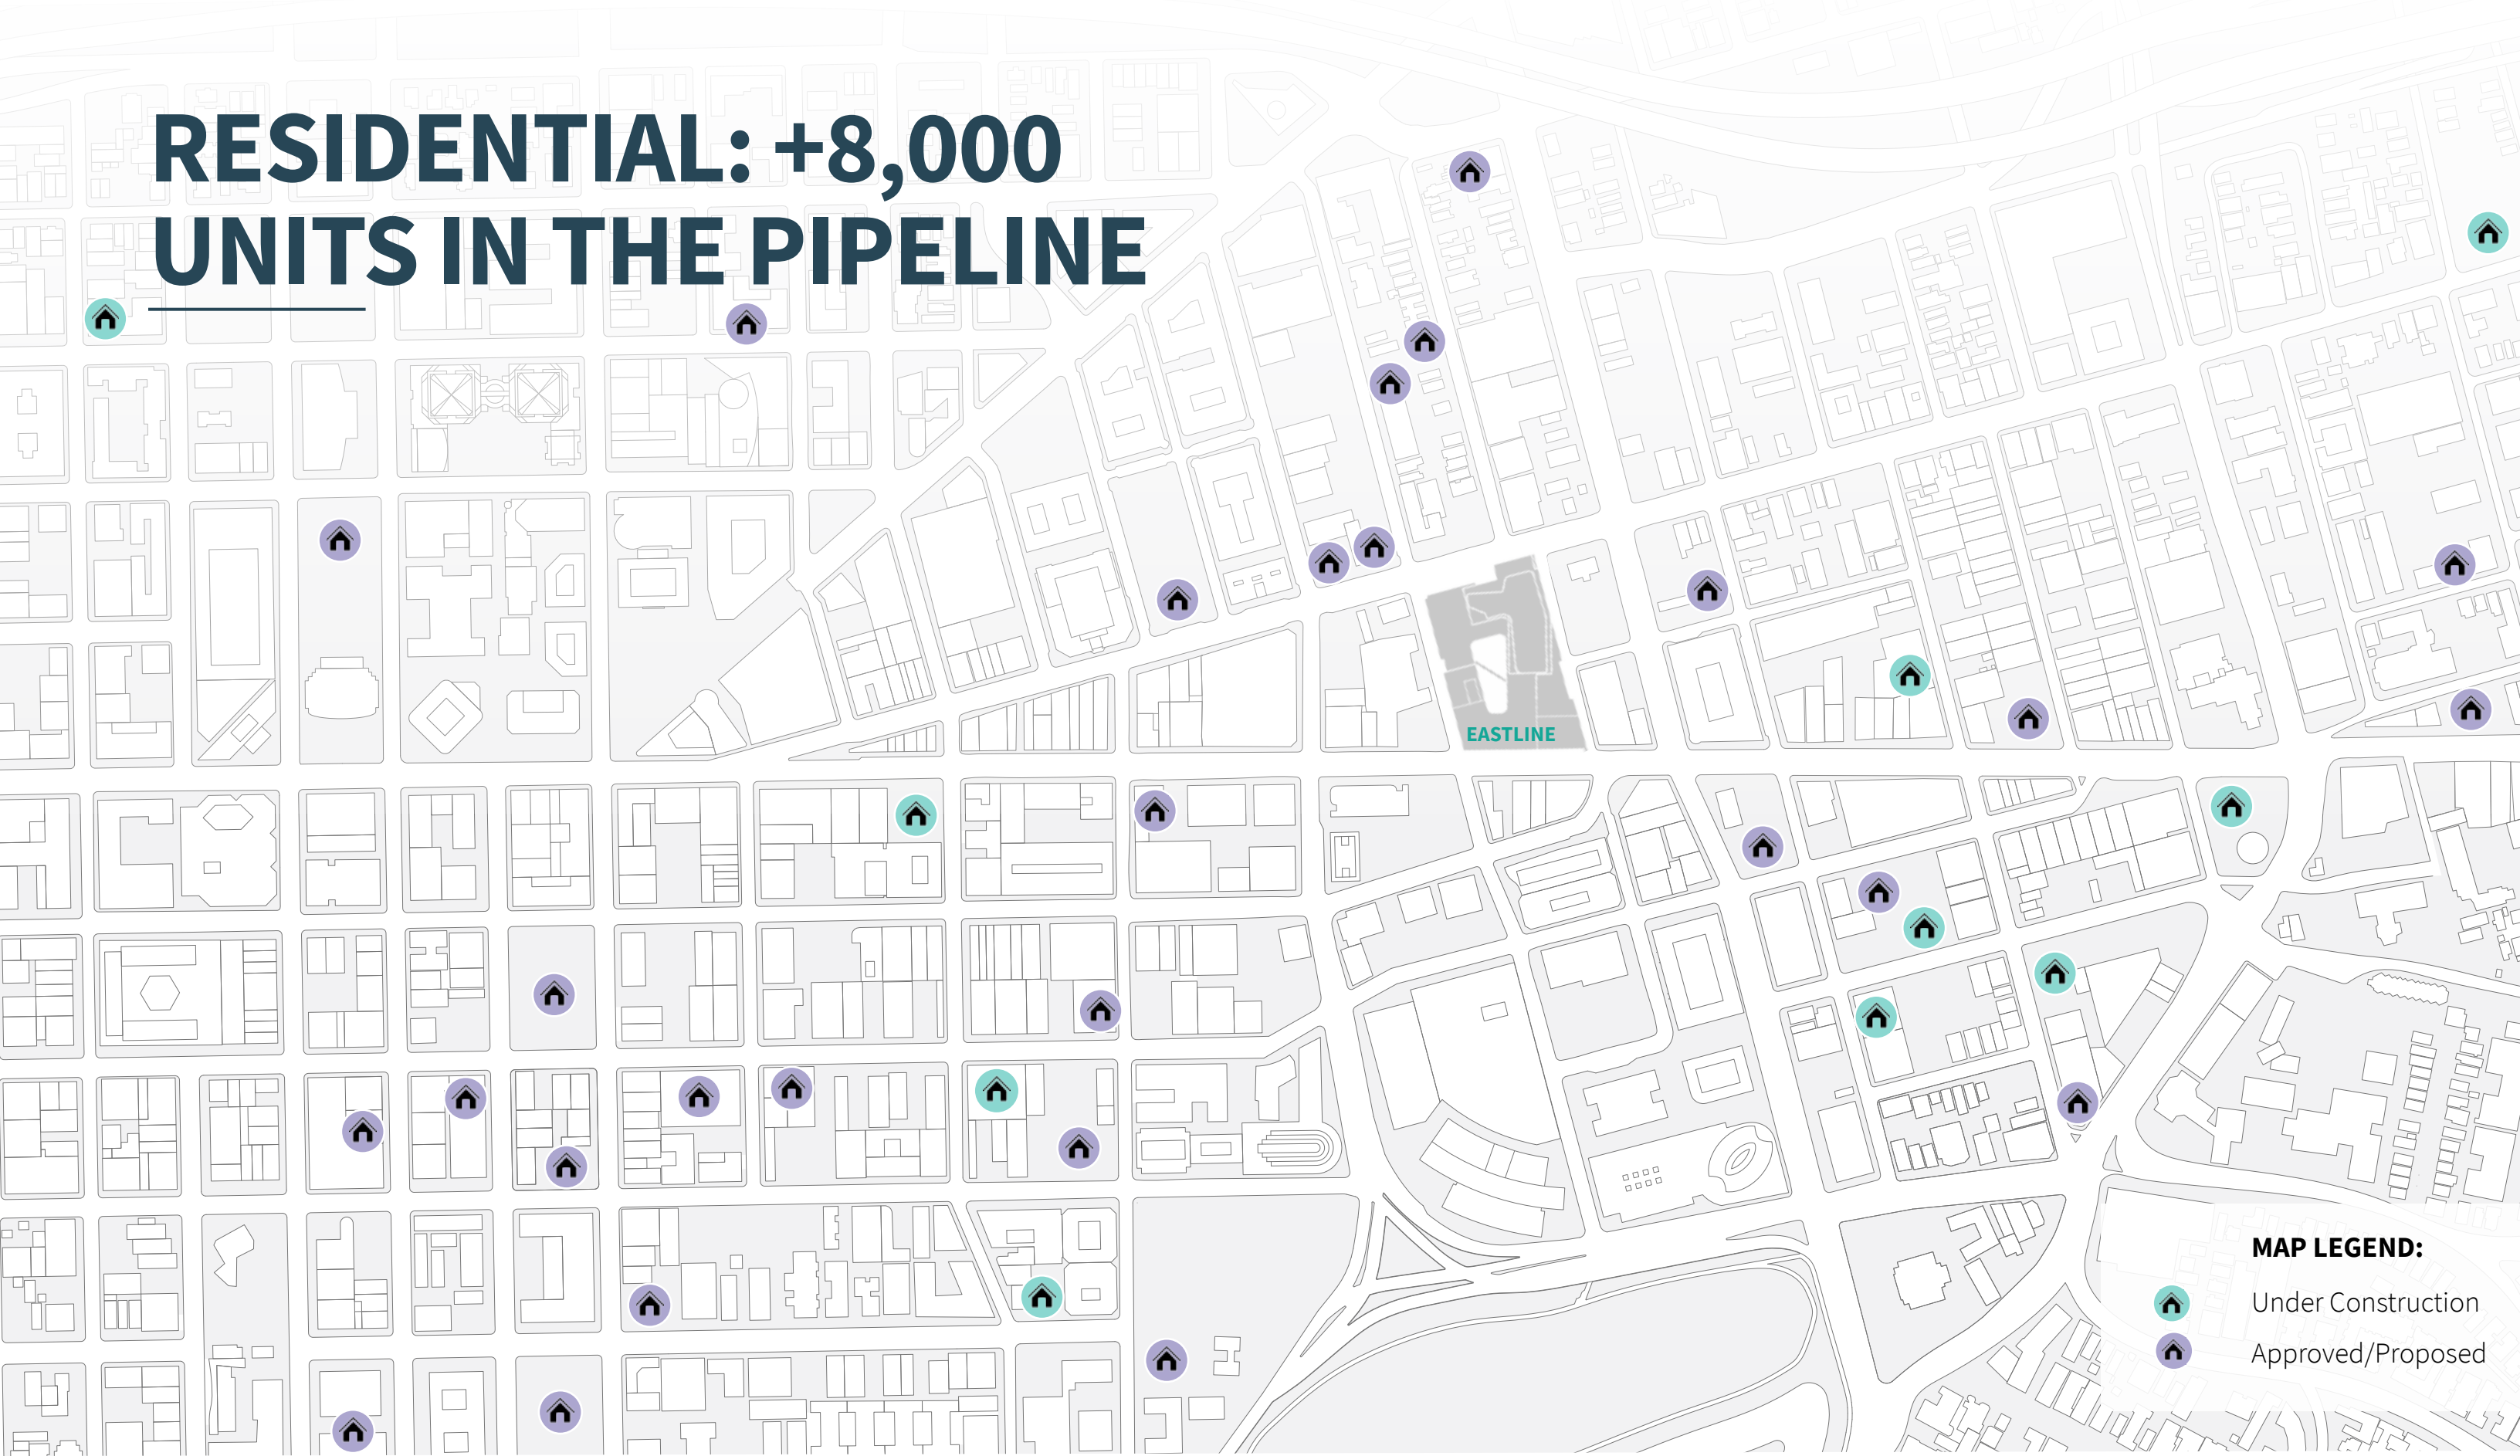 RESIDENTIAL: +8,000
UNITS IN THE PIPELINE
EASTLINE
MAP LEGEND:
Under Construction
Approved/Proposed